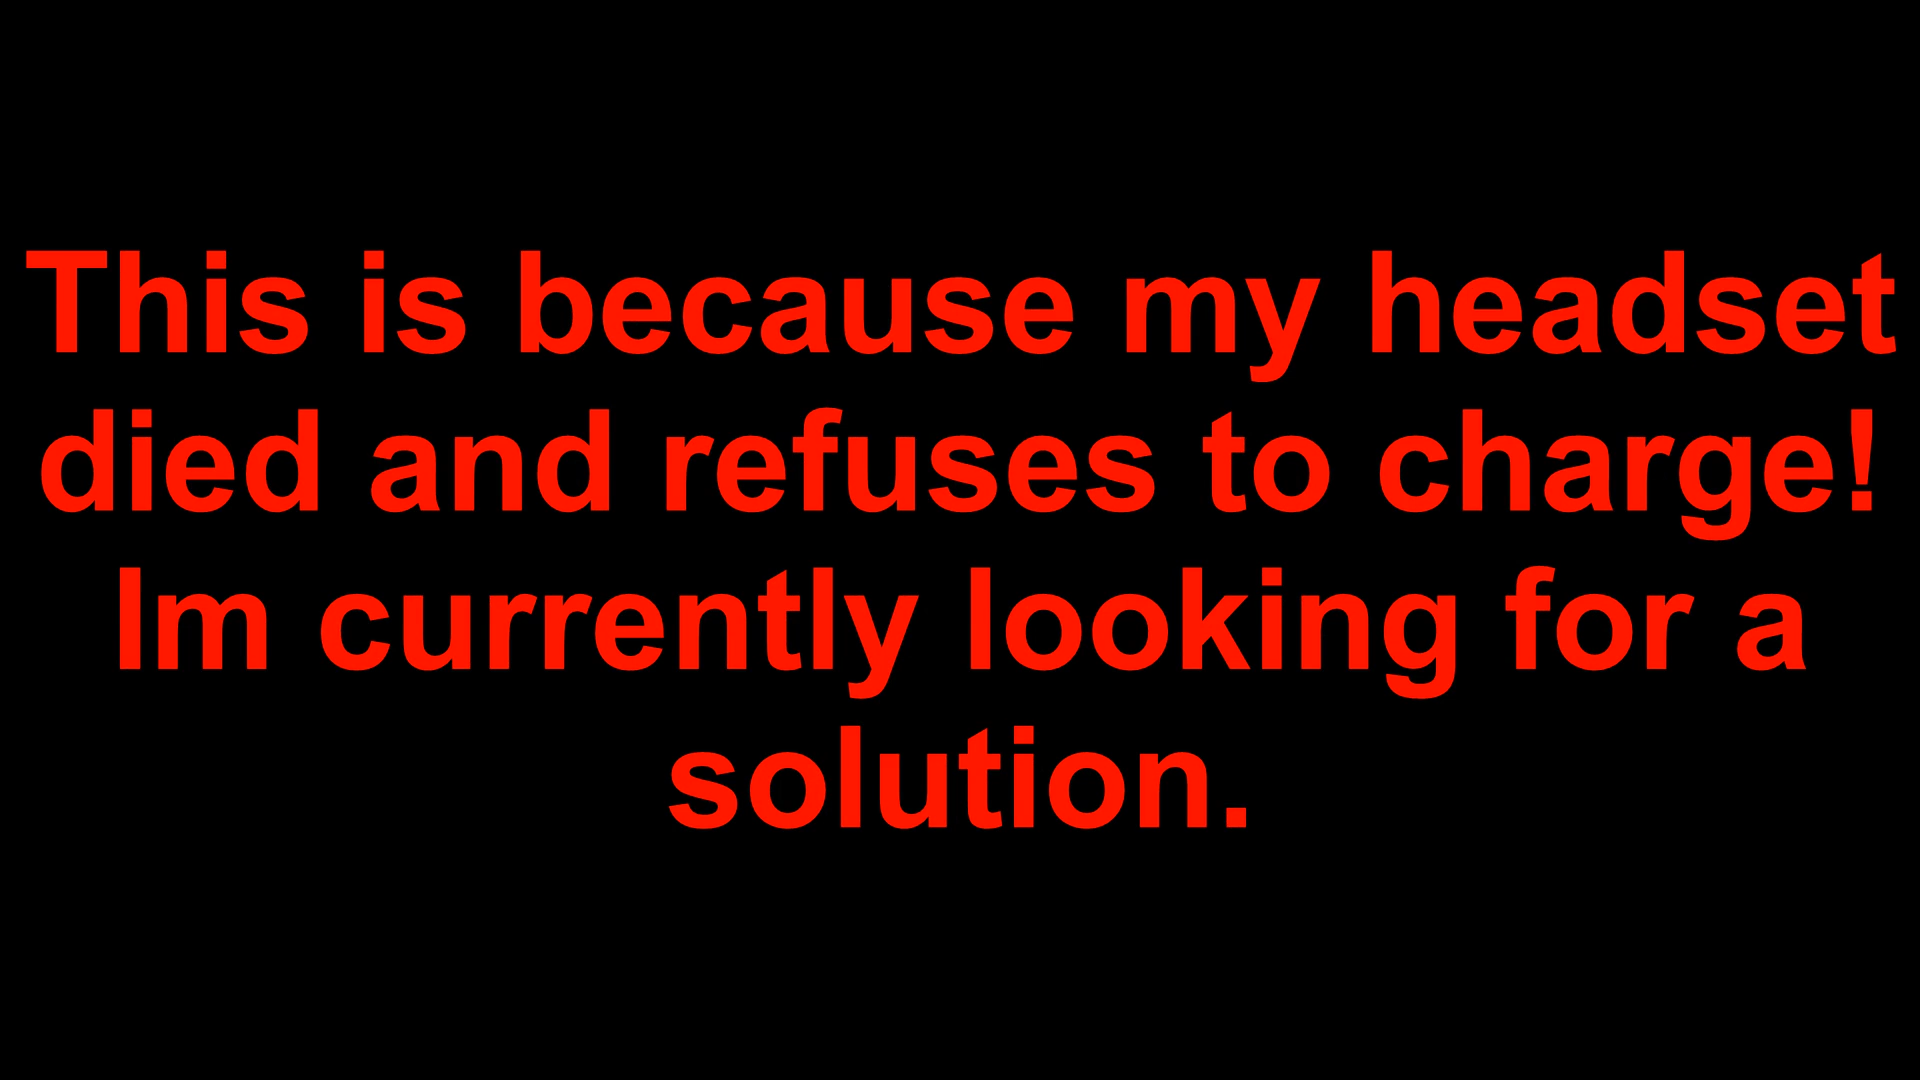 This is because my headset
died and refuses to charge!
Im currently looking for a
solution.